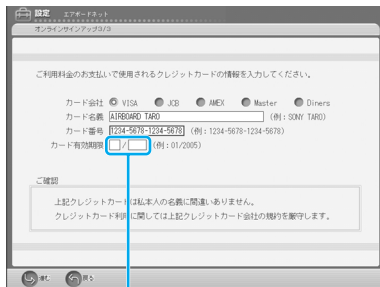 設定 エアボードネット
オンラインサインアップ3/3
ご利用料金のお支払いで使用されるクレジットカードの情報を入力してください。
カード会社 VISA JCB AMEX Master Diners
カード名義 AIRBOARD TARO (例：SONY TARO)
カード番号 1234-5678-1234-5678 (例：1234-5678-1234-5678)
カード有効期限 / (例：01/2005)
ご確認
上記クレジットカードは私本人の名義に間違いありません。
クレジットカード利用に関しては上記クレジットカード会社の規約を厳守します。
進む 戻る